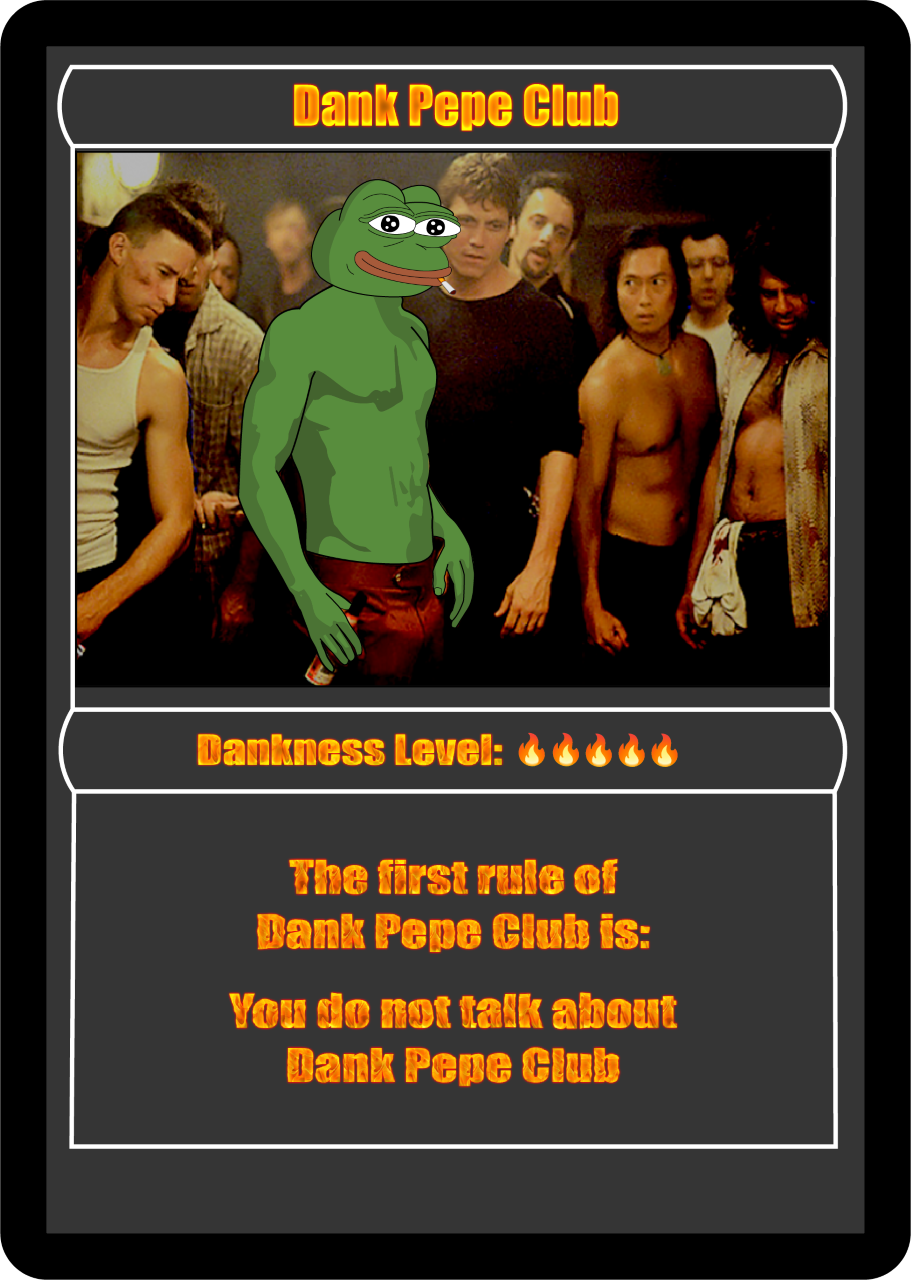 Dank Pepe Club
Dankness Level: 🔥🔥🔥🔥🔥
The first rule of
Dank Pepe Club is:
You do not talk about
Dank Pepe Club